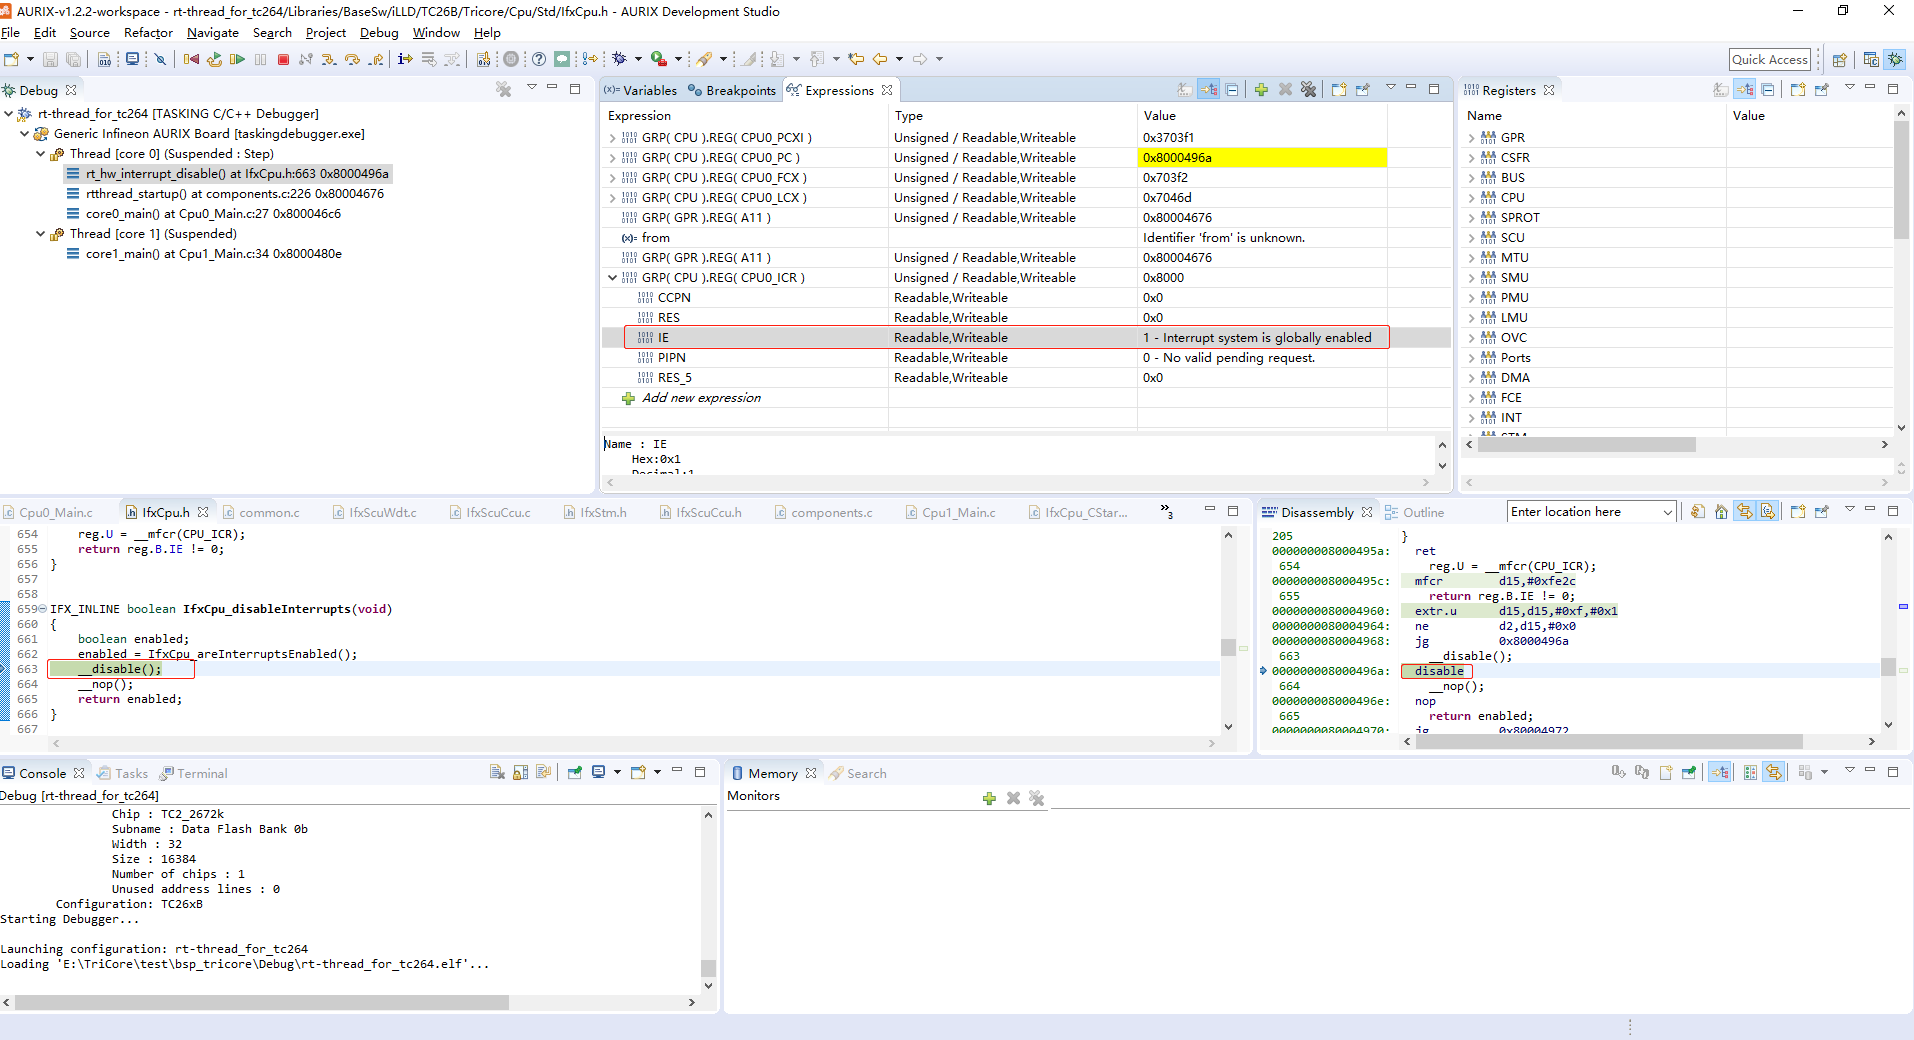 AURIX-v1.2.2-workspace - rt-thread_for_tc264/Libraries/BaseSw/iLLD/TC26B/Tricore/Cpu/Std/IfxCpu.h - AURIX Development Studio
File Edit Source Refactor Navigate Search Project Debug Window Help
Quick Access
Debug
rt-thread_for_tc264 [TASKING C/C++ Debugger]
Generic Infineon AURIX Board [taskingdebugger.exe]
Thread [core 0] (Suspended : Step)
rt_hw_interrupt_disable() at IfxCpu.h:663 0x8000496a
rtthread_startup() at components.c:226 0x80004676
core0_main() at Cpu0_Main.c:27 0x800046c6
Thread [core 1] (Suspended)
core1_main() at Cpu1_Main.c:34 0x8000480e
(x)= Variables Breakpoints Expressions
Expression Type Value
GRP( CPU ).REG( CPU0_PCXI ) Unsigned / Readable,Writeable 0x3703f1
GRP( CPU ).REG( CPU0_PC ) Unsigned / Readable,Writeable 0x8000496a
GRP( CPU ).REG( CPU0_FCX ) Unsigned / Readable,Writeable 0x703f2
GRP( CPU ).REG( CPU0_LCX ) Unsigned / Readable,Writeable 0x7046d
GRP( GPR ).REG( A11 ) Unsigned / Readable,Writeable 0x80004676
(x)= from Identifier 'from' is unknown.
GRP( GPR ).REG( A11 ) Unsigned / Readable,Writeable 0x80004676
GRP( CPU ).REG( CPU0_ICR ) Unsigned / Readable,Writeable 0x8000
CCPN Readable,Writeable 0x0
RES Readable,Writeable 0x0
IE Readable,Writeable 1 - Interrupt system is globally enabled
PIPN Readable,Writeable 0 - No valid pending request.
RES_5 Readable,Writeable 0x0
Add new expression
Name : IE
Hex:0x1
Decimal:1
Registers
Name Value
GPR
CSFR
BUS
CPU
SPROT
SCU
MTU
SMU
PMU
LMU
OVC
Ports
DMA
FCE
INT
STM
Cpu0_Main.c IfxCpu.h common.c IfxScuWdt.c IfxScuCcu.c IfxStm.h IfxScuCcu.h components.c Cpu1_Main.c IfxCpu_CStar... »3
654 reg.U = __mfcr(CPU_ICR);
655 return reg.B.IE != 0;
656 }
657
658
659 IFX_INLINE boolean IfxCpu_disableInterrupts(void)
660 {
661 boolean enabled;
662 enabled = IfxCpu_areInterruptsEnabled();
663 __disable();
664 __nop();
665 return enabled;
666 }
667
Disassembly Outline Enter location here
205 }
000000008000495a: ret
654 reg.U = __mfcr(CPU_ICR);
000000008000495c: mfcr d15,#0xfe2c
655 return reg.B.IE != 0;
0000000080004960: extr.u d15,d15,#0xf,#0x1
0000000080004964: ne d2,d15,#0x0
0000000080004968: jg 0x8000496a
663 __disable();
000000008000496a: disable
664 __nop();
000000008000496e: nop
665 return enabled;
0000000080004970: jg 0x80004972
Console Tasks Terminal
Debug [rt-thread_for_tc264]
Chip : TC2_2672k
Subname : Data Flash Bank 0b
Width : 32
Size : 16384
Number of chips : 1
Unused address lines : 0
Configuration: TC26xB
Starting Debugger...
Launching configuration: rt-thread_for_tc264
Loading 'E:\TriCore\test\bsp_tricore\Debug\rt-thread_for_tc264.elf'...
Memory Search
Monitors